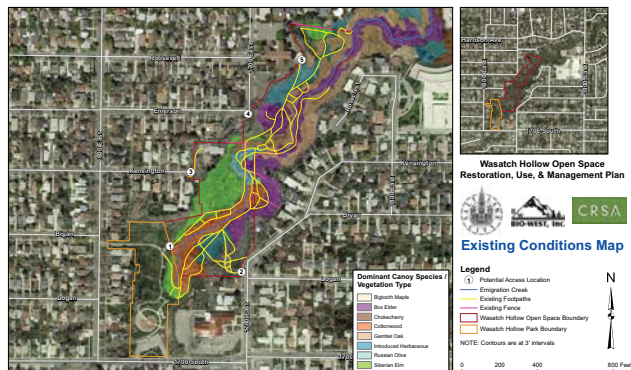 Roosevelt
Emerson
Kensington
Kensington
Bryan
Bryan
Logan
Logan
1700 South
5
4
3
1
2
Dominant Canoy Species /
Vegetation Type
Bigtooth Maple
Box Elder
Chokecherry
Cottonwood
Gambel Oak
Introduced Herbaceous
Russian Olive
Siberian Elm
Harrison Ave
1700 South
Wasatch Hollow Open Space
Restoration, Use, & Management Plan
BIO-WEST, Inc.
CRSA
Existing Conditions Map
Legend
1 Potential Access Location
Emigration Creek
Existing Footpaths
Existing Fence
Wasatch Hollow Open Space Boundary
Wasatch Hollow Park Boundary
NOTE: Contours are at 3' intervals
N
0 200 400 800 Feet